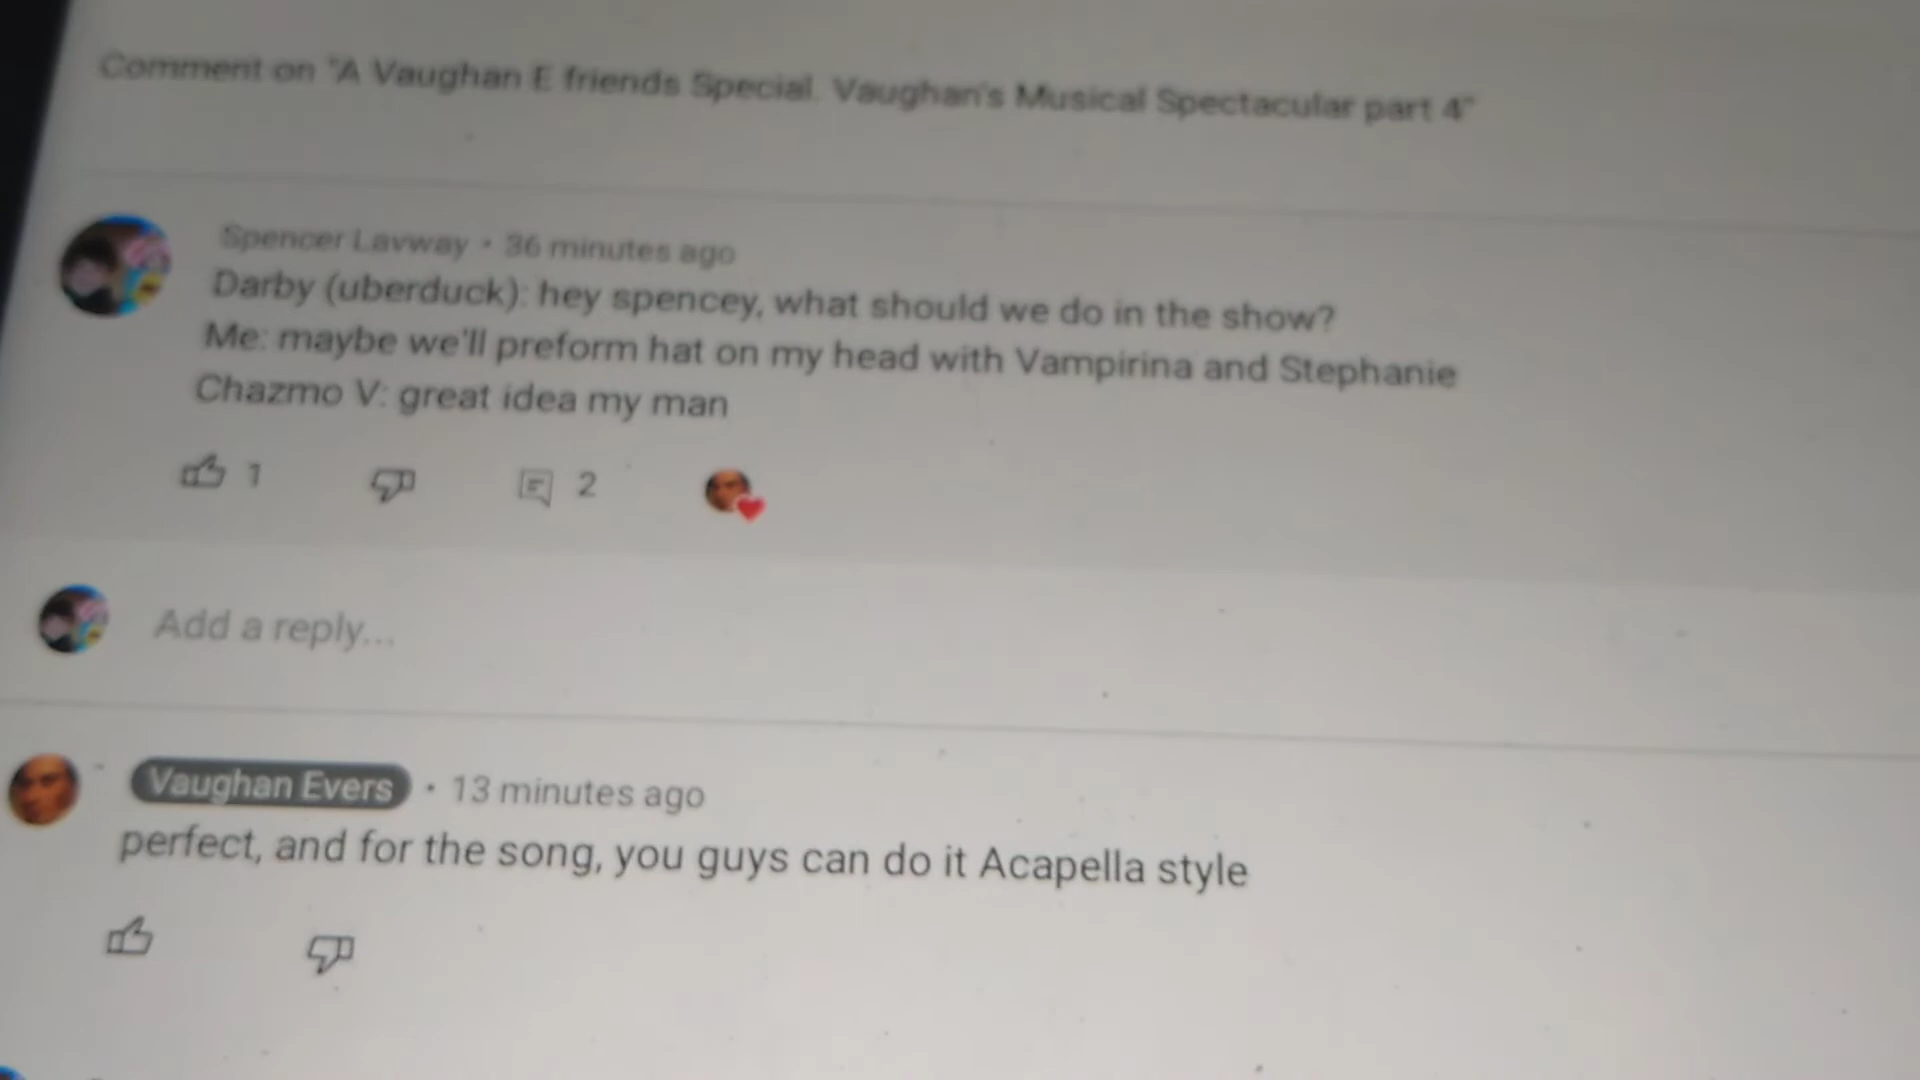 Comment on "A Vaughan E friends Special. Vaughan's Musical Spectacular part 4"
Spencer Lavway • 36 minutes ago
Darby (uberduck): hey spencey, what should we do in the show?
Me: maybe we'll preform hat on my head with Vampirina and Stephanie
Chazmo V: great idea my man
1
2
Add a reply...
Vaughan Evers • 13 minutes ago
perfect, and for the song, you guys can do it Acapella style